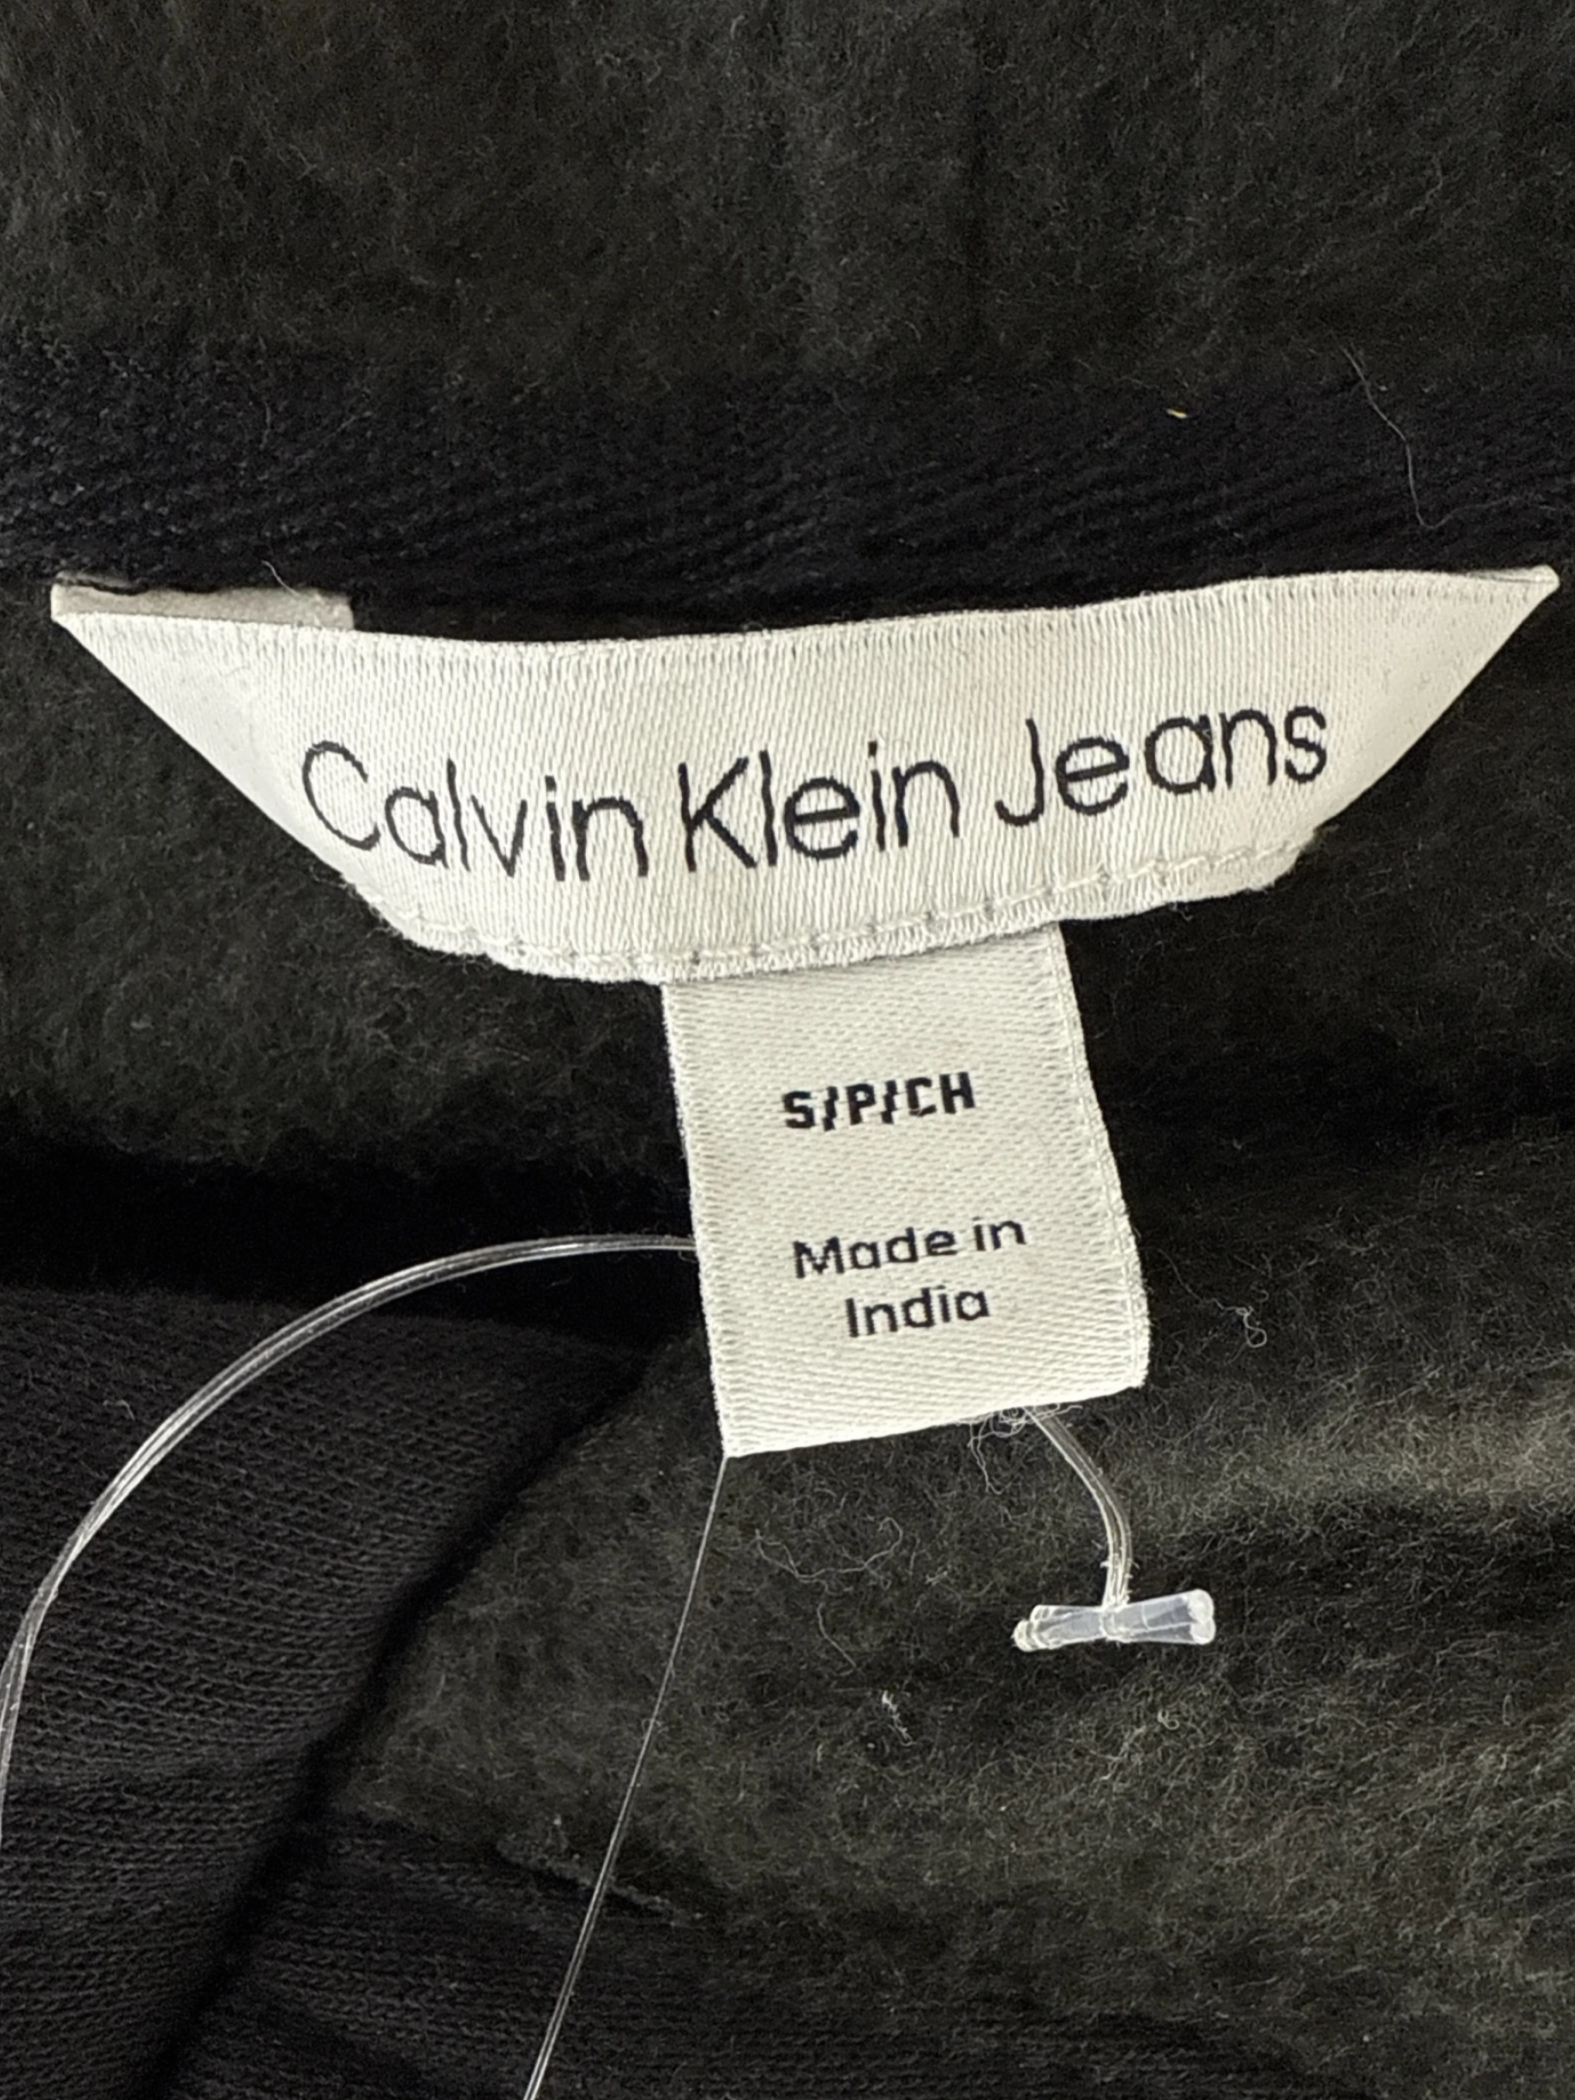 Calvin Klein Jeans
S/P/CH
Made in
India